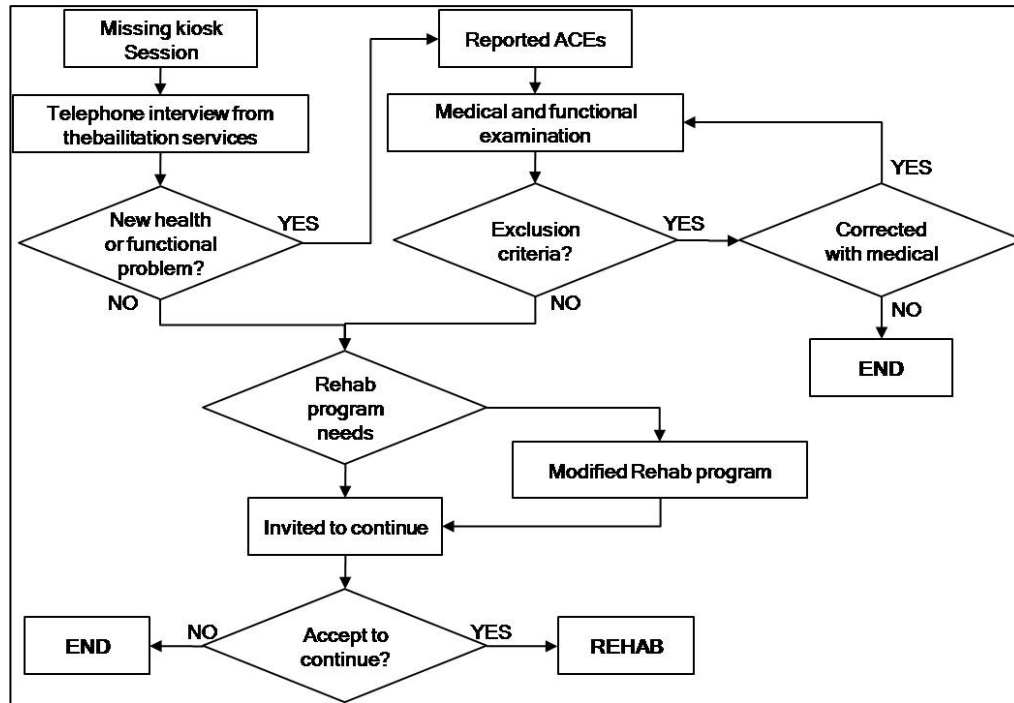 Missing kiosk
Session
Reported ACEs
Telephone interview from
thebailitation services
Medical and functional
examination
New health
or functional
problem?
YES
NO
Exclusion
criteria?
YES
NO
Corrected
with medical
YES
NO
END
Rehab
program
needs
Modified Rehab program
Invited to continue
Accept to
continue?
NO
END
YES
REHAB